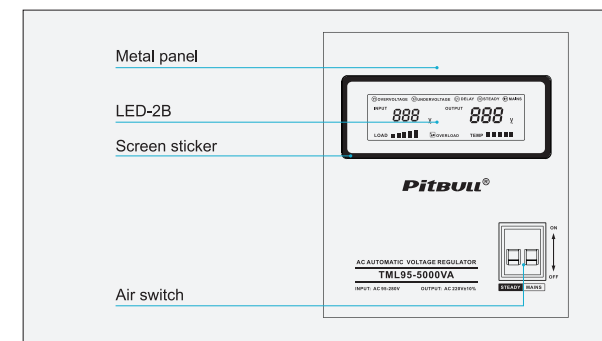 Metal panel
OVERVOLTAGE UNDERVOLTAGE DELAY STEADY MAINS
INPUT OUTPUT
LED-2B
888 V 888 V
Screen sticker
LOAD OVERLOAD TEMP
PitBULL®
ON
AC AUTOMATIC VOLTAGE REGULATOR
TML95-5000VA
OFF
INPUT: AC 95-280V OUTPUT: AC 220V±10%
STEADY MAINS
Air switch